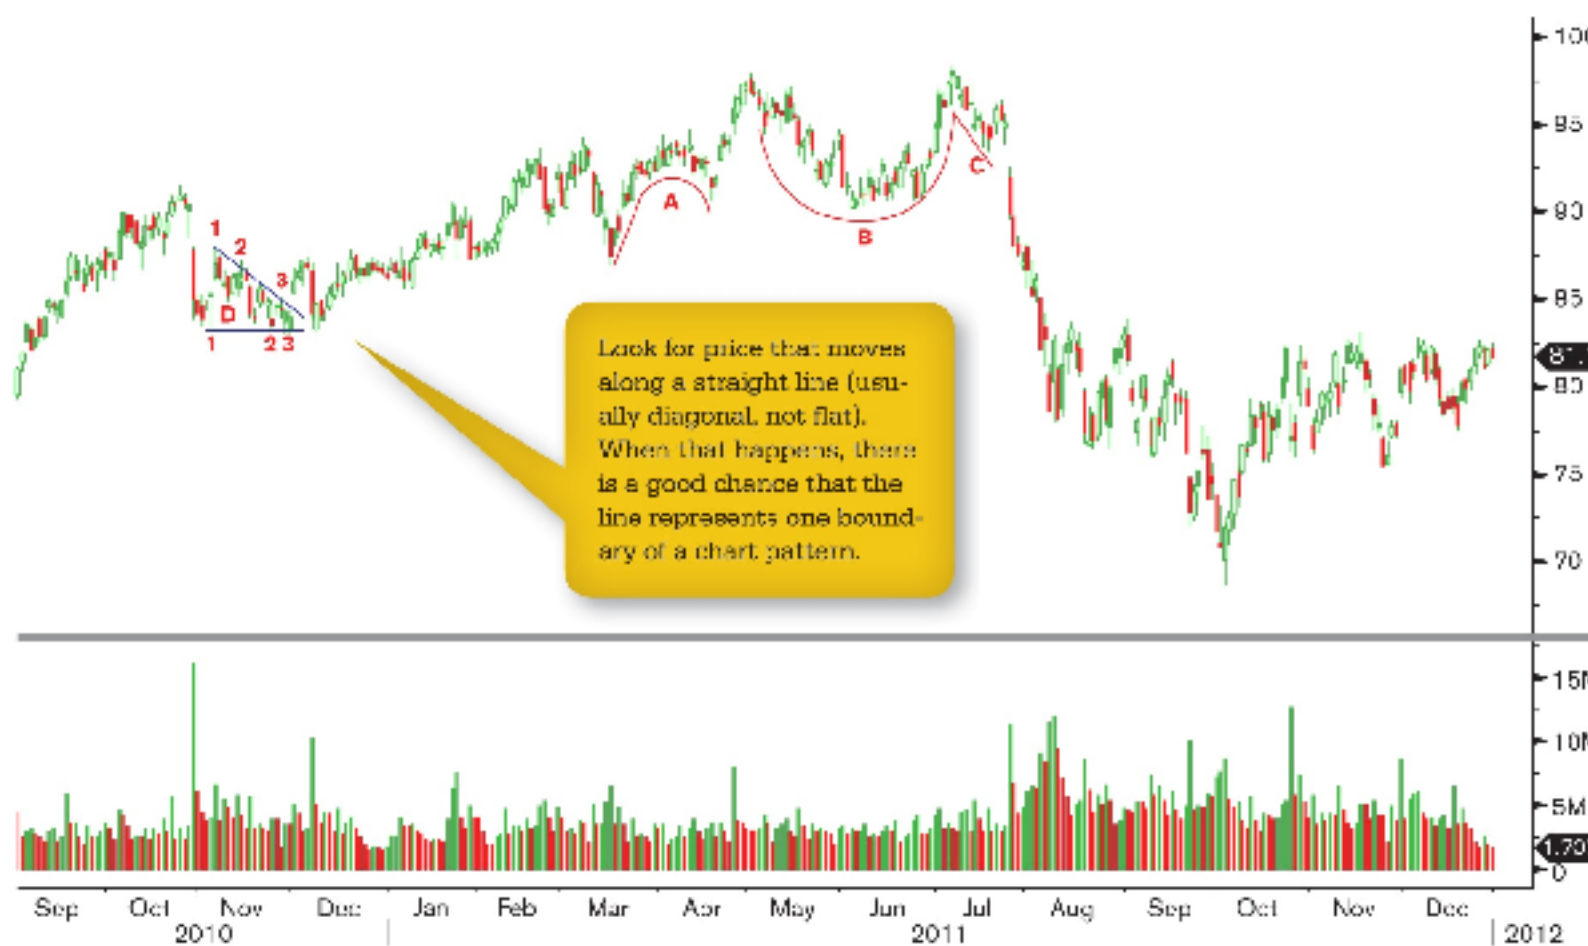 100
95
1
2
A
C
90
B
3
85
D
1 2 3
Look for price that moves
along a straight line (usu-
ally diagonal, not flat).
When that happens, there
is a good chance that the
line represents one bound-
ary of a chart pattern.
81.
80
75
70
15M
10M
5M
1.70
0
Sep Oct Nov Dec Jan Feb Mar Apr May Jun Jul Aug Sep Oct Nov Dec
2010 2011 2012